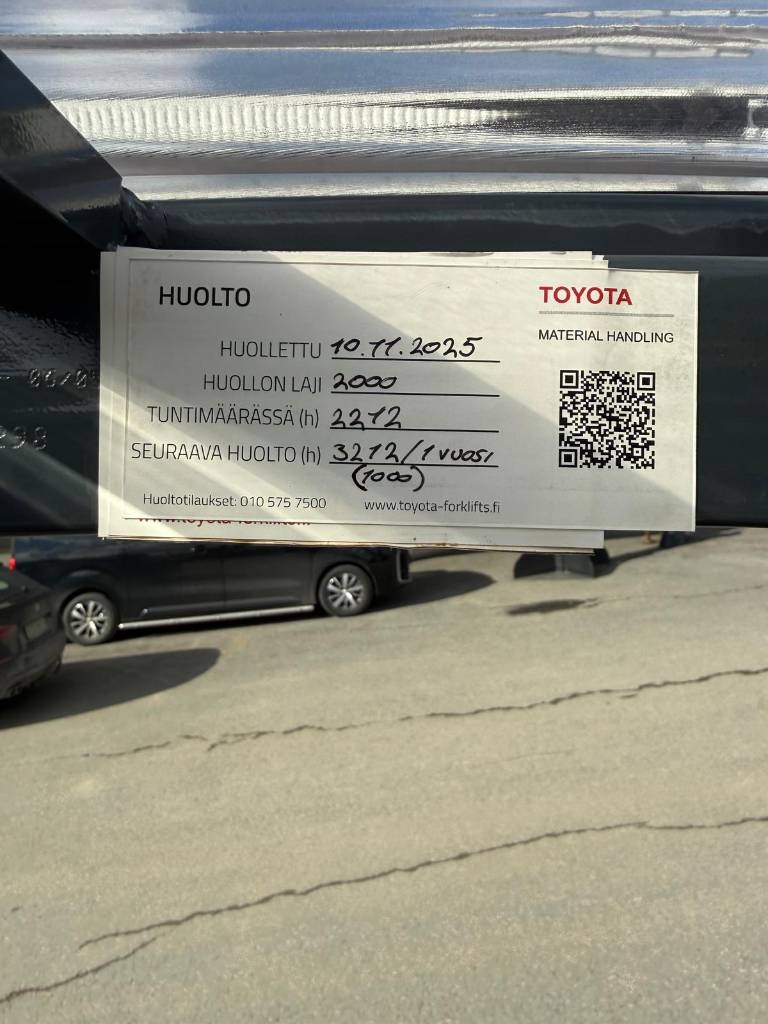 HUOLTO
TOYOTA
MATERIAL HANDLING
HUOLLETTU 10.11.2025
HUOLLON LAJI 2000
TUNTIMÄÄRÄSSÄ (h) 2212
SEURAAVA HUOLTO (h) 3212/1 vuosi
(1000)
Huoltotilaukset: 010 575 7500 www.toyota-forklifts.fi